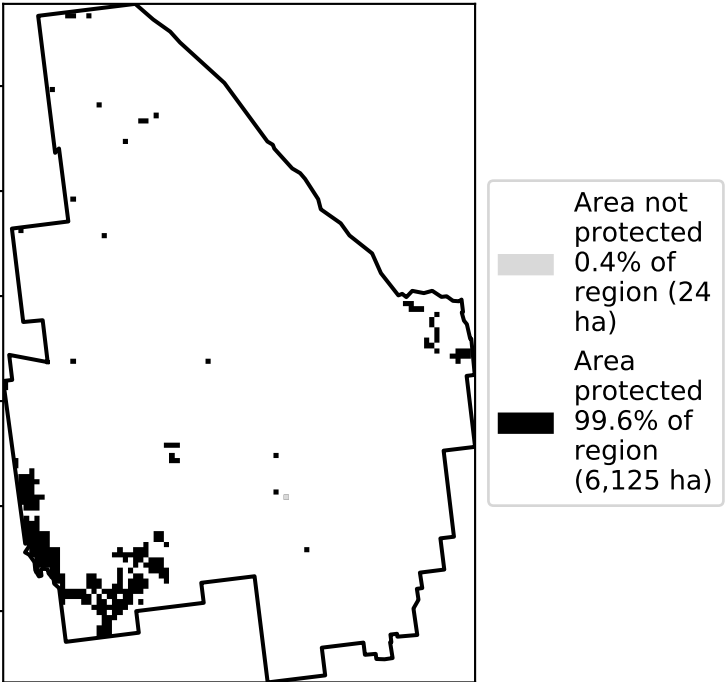 Area not
protected
0.4% of
region (24
ha)
Area
protected
99.6% of
region
(6,125 ha)